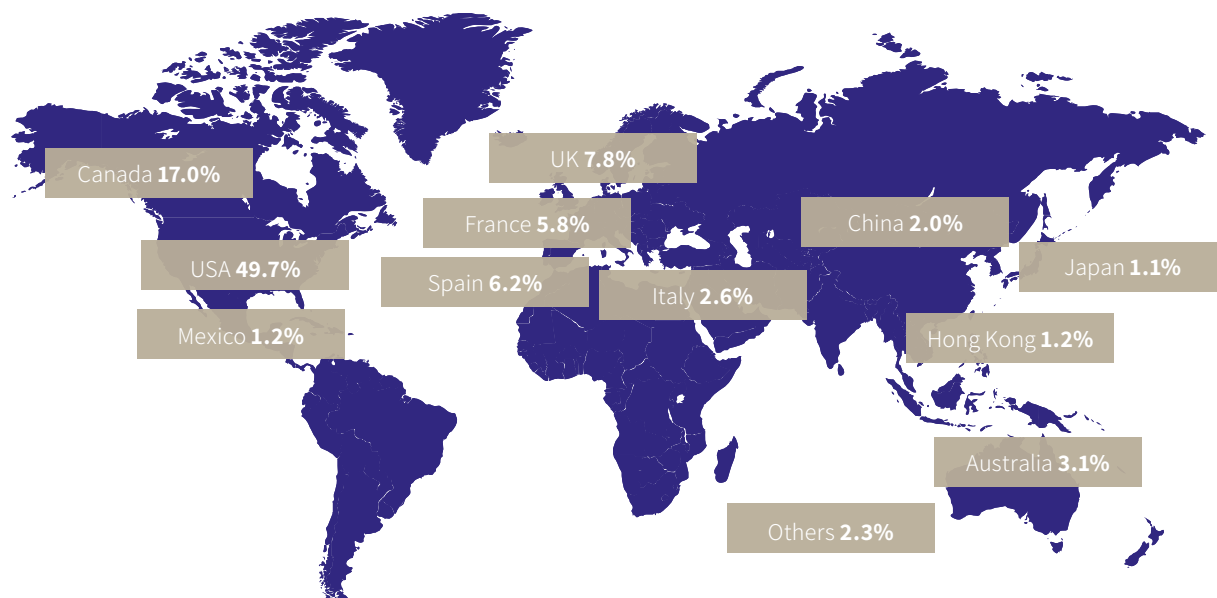 UK 7.8%
Canada 17.0%
France 5.8%
China 2.0%
USA 49.7%
Japan 1.1%
Spain 6.2%
Italy 2.6%
Mexico 1.2%
Hong Kong 1.2%
Australia 3.1%
Others 2.3%